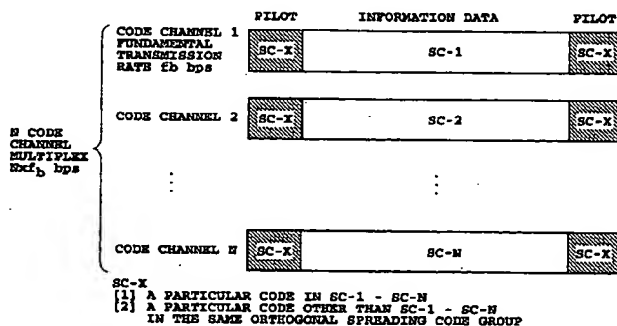 PILOT INFORMATION DATA PILOT
CODE CHANNEL 1
FUNDAMENTAL
TRANSMISSION
RATE fb bps
SC-X SC-1 SC-X
CODE CHANNEL 2 SC-X SC-2 SC-X
N CODE
CHANNEL
MULTIPLEX
Nxfb bps
CODE CHANNEL N SC-X SC-N SC-X
SC-X
[1] A PARTICULAR CODE IN SC-1 - SC-N
[2] A PARTICULAR CODE OTHER THAN SC-1 - SC-N
IN THE SAME ORTHOGONAL SPREADING CODE GROUP